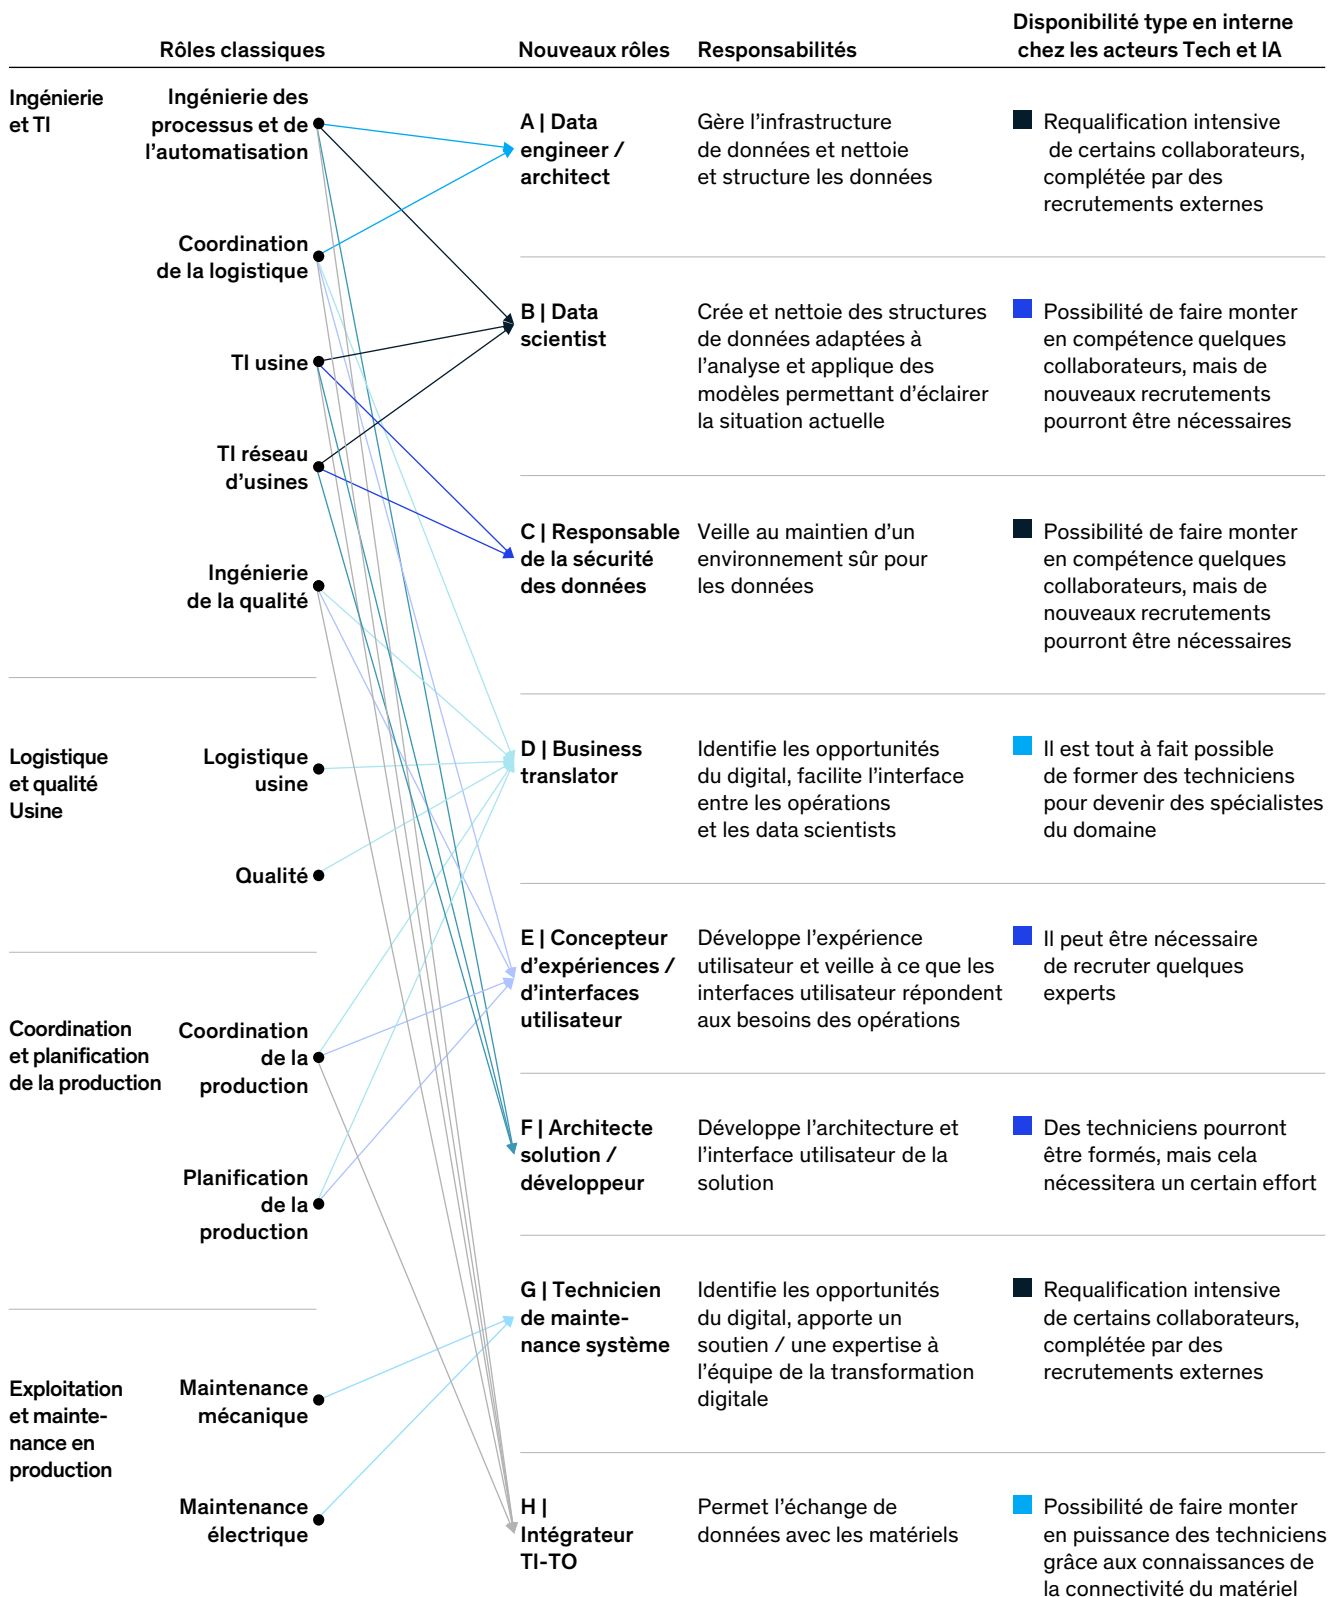 Rôles classiques
Nouveaux rôles
Responsabilités
Disponibilité type en interne
chez les acteurs Tech et IA
Ingénierie
et TI
Ingénierie des
processus et de
l’automatisation
Coordination
de la logistique
TI usine
TI réseau
d’usines
Ingénierie
de la qualité
Logistique
et qualité
Usine
Logistique
usine
Qualité
Coordination
et planification
de la production
Coordination
de la
production
Planification
de la
production
Exploitation
et mainte-
nance en
production
Maintenance
mécanique
Maintenance
électrique
A | Data
engineer /
architect
Gère l’infrastructure
de données et nettoie
et structure les données
Requalification intensive
de certains collaborateurs,
complétée par des
recrutements externes
B | Data
scientist
Crée et nettoie des structures
de données adaptées à
l’analyse et applique des
modèles permettant d’éclairer
la situation actuelle
Possibilité de faire monter
en compétence quelques
collaborateurs, mais de
nouveaux recrutements
pourront être nécessaires
C | Responsable
de la sécurité
des données
Veille au maintien d’un
environnement sûr pour
les données
Possibilité de faire monter
en compétence quelques
collaborateurs, mais de
nouveaux recrutements
pourront être nécessaires
D | Business
translator
Identifie les opportunités
du digital, facilite l’interface
entre les opérations
et les data scientists
Il est tout à fait possible
de former des techniciens
pour devenir des spécialistes
du domaine
E | Concepteur
d’expériences /
d’interfaces
utilisateur
Développe l’expérience
utilisateur et veille à ce que les
interfaces utilisateur répondent
aux besoins des opérations
Il peut être nécessaire
de recruter quelques
experts
F | Architecte
solution /
développeur
Développe l’architecture et
l’interface utilisateur de la
solution
Des techniciens pourront
être formés, mais cela
nécessitera un certain effort
G | Technicien
de mainte-
nance système
Identifie les opportunités
du digital, apporte un
soutien / une expertise à
l’équipe de la transformation
digitale
Requalification intensive
de certains collaborateurs,
complétée par des
recrutements externes
H |
Intégrateur
TI-TO
Permet l’échange de
données avec les matériels
Possibilité de faire monter
en puissance des techniciens
grâce aux connaissances de
la connectivité du matériel